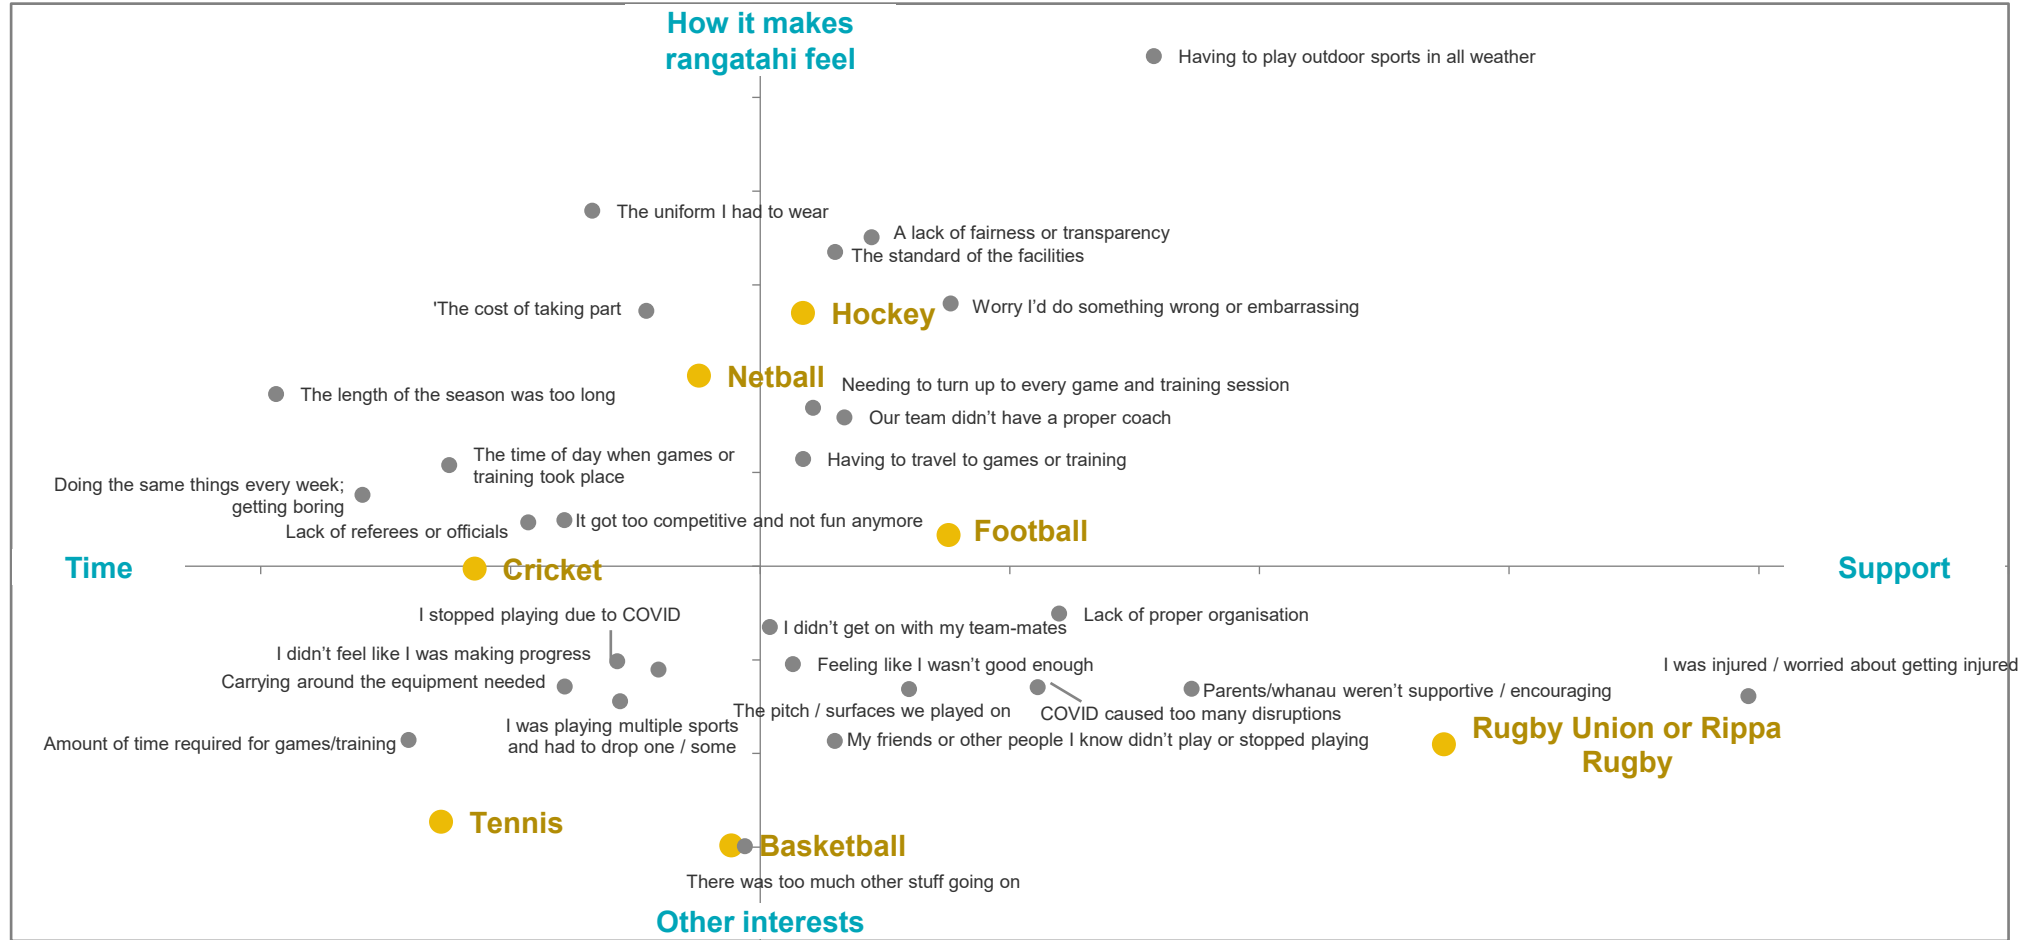 How it makes
rangatahi feel
Having to play outdoor sports in all weather
The uniform I had to wear
A lack of fairness or transparency
The standard of the facilities
'The cost of taking part
Hockey
Worry I’d do something wrong or embarrassing
Netball
Needing to turn up to every game and training session
The length of the season was too long
Our team didn’t have a proper coach
The time of day when games or
training took place
Having to travel to games or training
Doing the same things every week;
getting boring
Lack of referees or officials
It got too competitive and not fun anymore
Football
Time
Cricket
Support
I stopped playing due to COVID
Lack of proper organisation
I didn’t get on with my team-mates
I didn’t feel like I was making progress
Feeling like I wasn’t good enough
I was injured / worried about getting injured
Carrying around the equipment needed
Parents/whanau weren’t supportive / encouraging
The pitch / surfaces we played on
COVID caused too many disruptions
I was playing multiple sports
and had to drop one / some
Amount of time required for games/training
My friends or other people I know didn’t play or stopped playing
Rugby Union or Rippa
Rugby
Tennis
Basketball
There was too much other stuff going on
Other interests